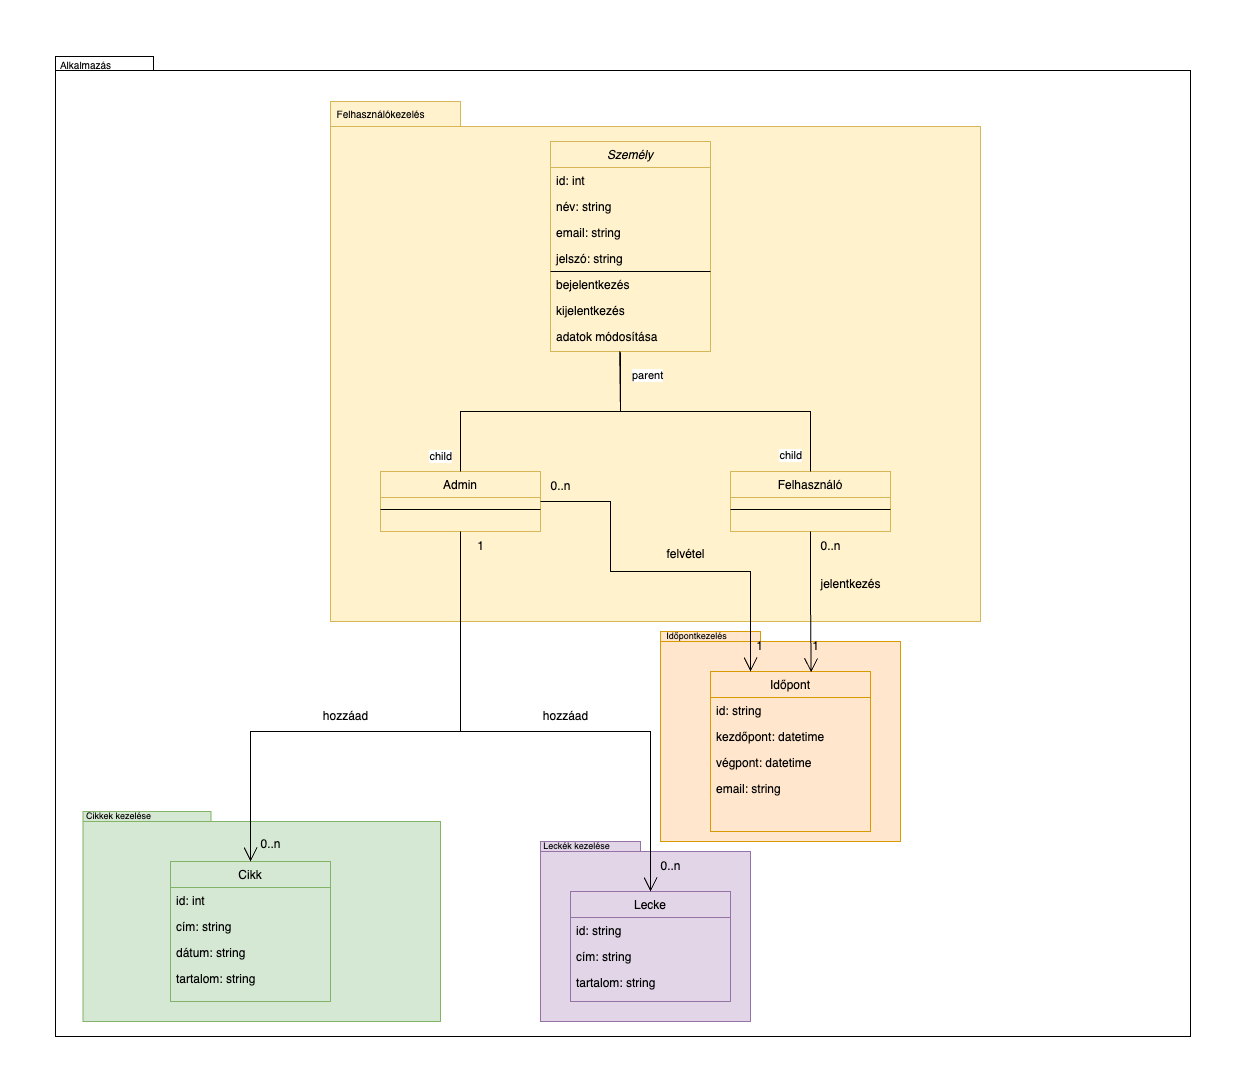 Alkalmazás
Felhasználókezelés
Személy
id: int
név: string
email: string
jelszó: string
bejelentkezés
kijelentkezés
adatok módosítása
parent
child
child
Admin
0..n
Felhasználó
1
felvétel
0..n
jelentkezés
Időpontkezelés
1
1
Időpont
id: string
kezdőpont: datetime
végpont: datetime
email: string
hozzáad
hozzáad
Cikkek kezelése
0..n
Cikk
id: int
cím: string
dátum: string
tartalom: string
Leckék kezelése
0..n
Lecke
id: string
cím: string
tartalom: string